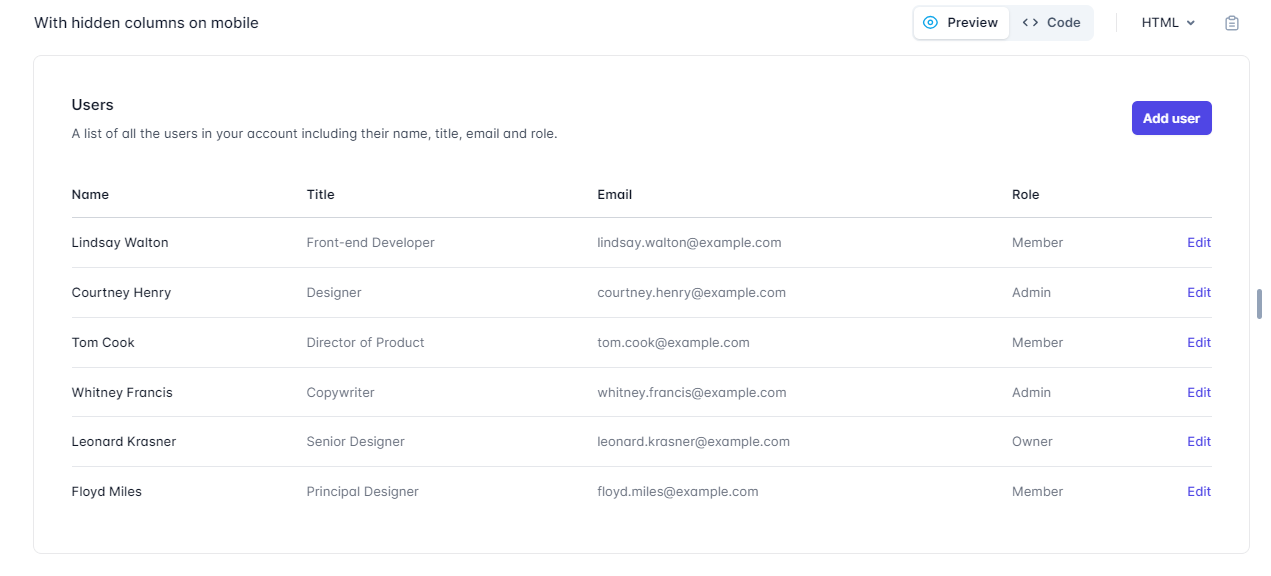 With hidden columns on mobile Preview Code HTML
Users
A list of all the users in your account including their name, title, email and role.
Add user
Name Title Email Role
Lindsay Walton Front-end Developer lindsay.walton@example.com Member Edit
Courtney Henry Designer courtney.henry@example.com Admin Edit
Tom Cook Director of Product tom.cook@example.com Member Edit
Whitney Francis Copywriter whitney.francis@example.com Admin Edit
Leonard Krasner Senior Designer leonard.krasner@example.com Owner Edit
Floyd Miles Principal Designer floyd.miles@example.com Member Edit